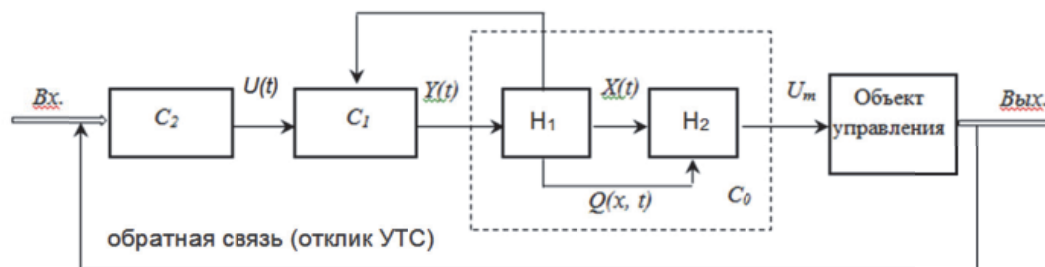 Вх.
C₂
U(t)
C₁
Y(t)
H₁
X(t)
H₂
Q(x, t)
C₀
Uₘ
Объект
управления
Вых.
обратная связь (отклик УТС)